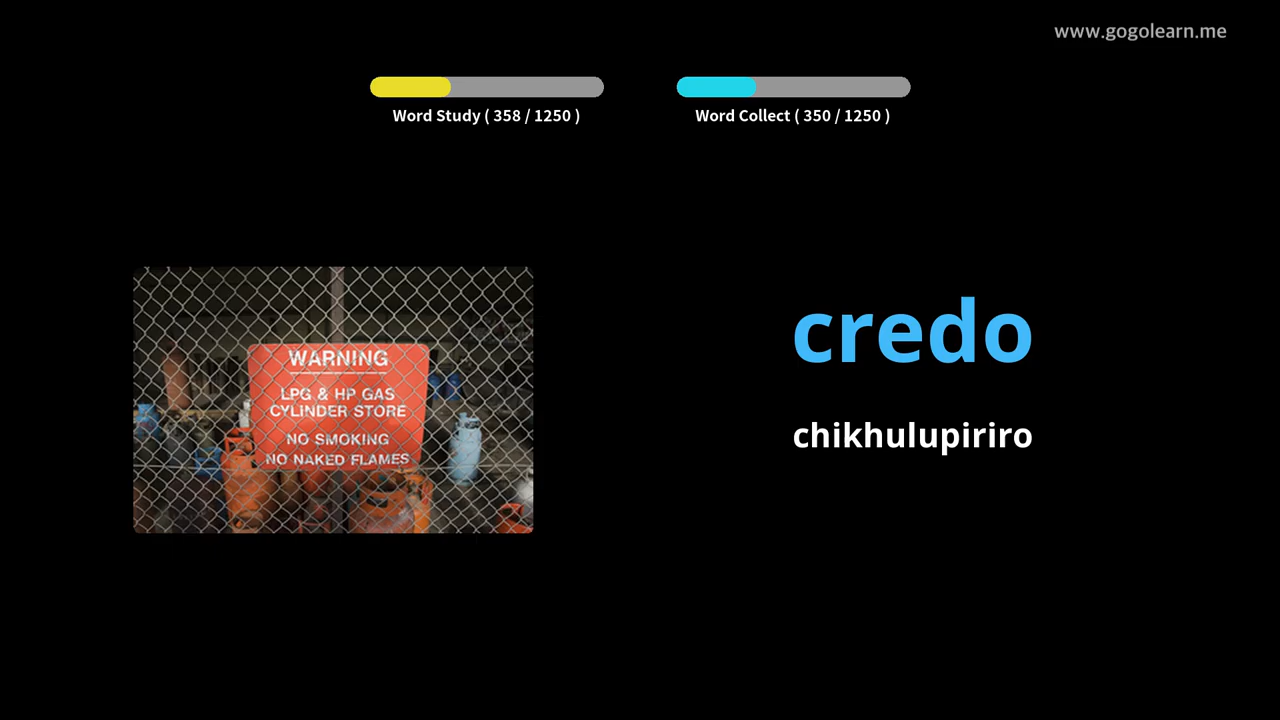 www.gogolearn.me
Word Study ( 358 / 1250 )
Word Collect ( 350 / 1250 )
WARNING
LPG & HP GAS
CYLINDER STORE
NO SMOKING
NO NAKED FLAMES
credo
chikhulupiriro